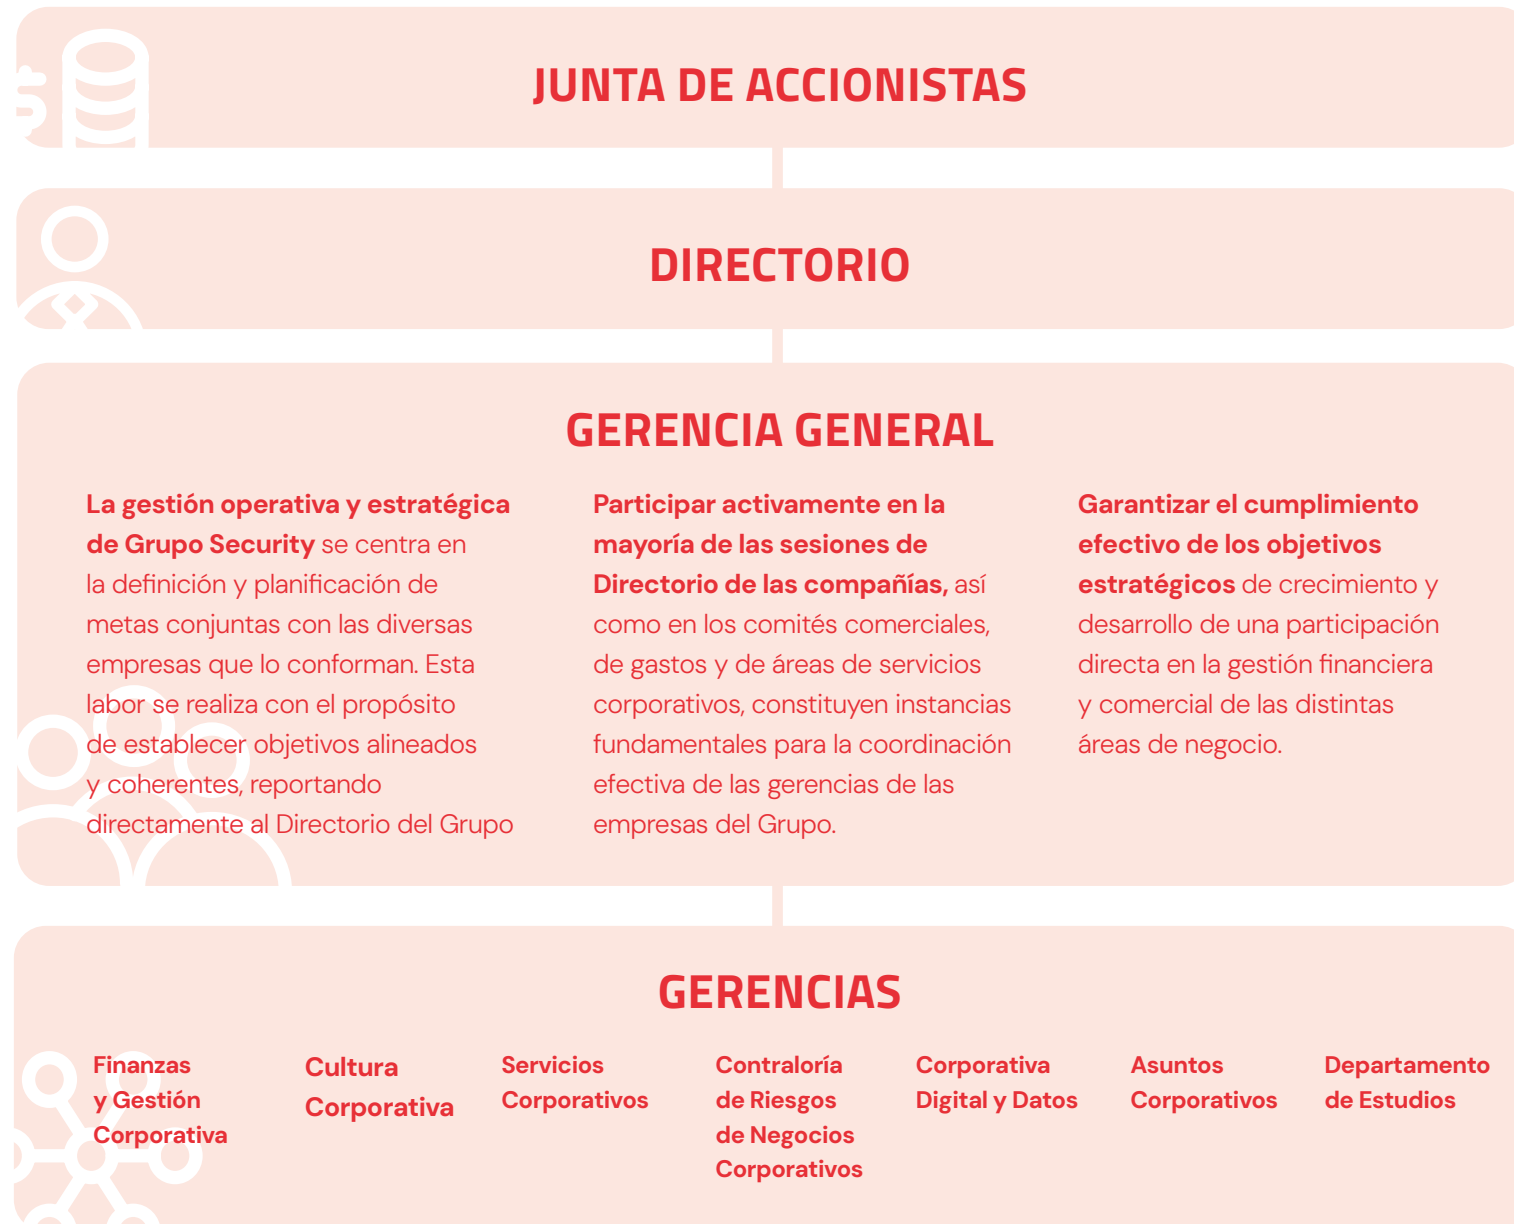 JUNTA DE ACCIONISTAS
DIRECTORIO
GERENCIA GENERAL
La gestión operativa y estratégica
de Grupo Security se centra en
la definición y planificación de
metas conjuntas con las diversas
empresas que lo conforman. Esta
labor se realiza con el propósito
de establecer objetivos alineados
y coherentes, reportando
directamente al Directorio del Grupo
Participar activamente en la
mayoría de las sesiones de
Directorio de las compañías, así
como en los comités comerciales,
de gastos y de áreas de servicios
corporativos, constituyen instancias
fundamentales para la coordinación
efectiva de las gerencias de las
empresas del Grupo.
Garantizar el cumplimiento
efectivo de los objetivos
estratégicos de crecimiento y
desarrollo de una participación
directa en la gestión financiera
y comercial de las distintas
áreas de negocio.
GERENCIAS
Finanzas
y Gestión
Corporativa
Cultura
Corporativa
Servicios
Corporativos
Contraloría
de Riesgos
de Negocios
Corporativos
Corporativa
Digital y Datos
Asuntos
Corporativos
Departamento
de Estudios